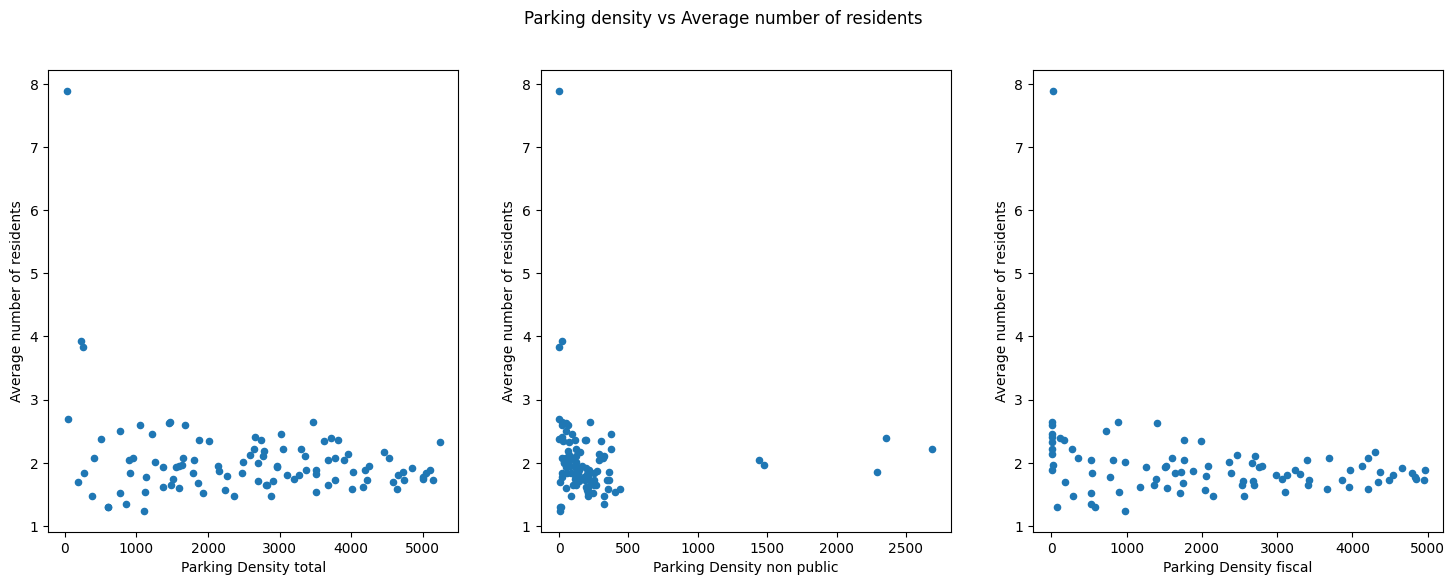 Parking density vs Average number of residents
8
7
6
5
4
3
2
1
Average number of residents
0 1000 2000 3000 4000 5000
Parking Density total
8
7
6
5
4
3
2
1
Average number of residents
0 500 1000 1500 2000 2500
Parking Density non public
8
7
6
5
4
3
2
1
Average number of residents
0 1000 2000 3000 4000 5000
Parking Density fiscal